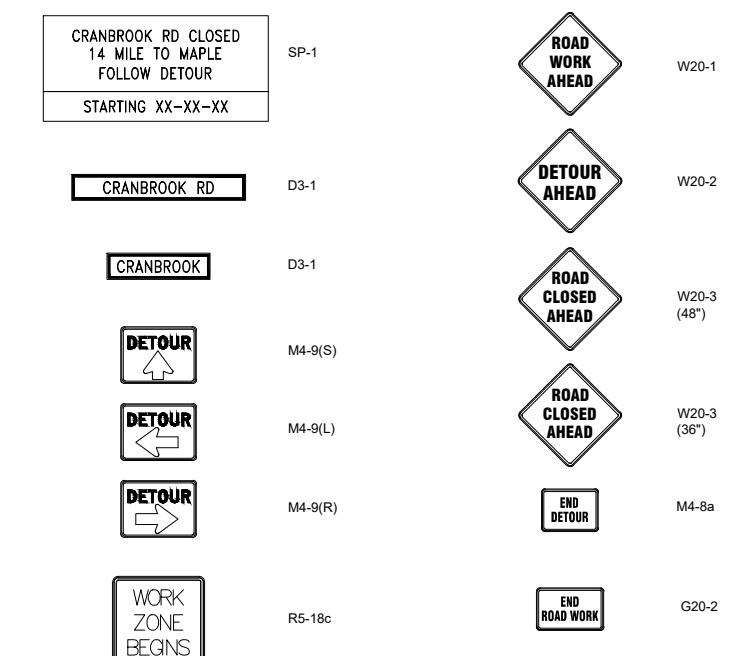 CRANBROOK RD CLOSED
14 MILE TO MAPLE
FOLLOW DETOUR
STARTING XX-XX-XX
SP-1
CRANBROOK RD
D3-1
CRANBROOK
D3-1
DETOUR
M4-9(S)
DETOUR
M4-9(L)
DETOUR
M4-9(R)
WORK
ZONE
BEGINS
R5-18c
ROAD
WORK
AHEAD
W20-1
DETOUR
AHEAD
W20-2
ROAD
CLOSED
AHEAD
W20-3
(48")
ROAD
CLOSED
AHEAD
W20-3
(36")
END
DETOUR
M4-8a
END
ROAD WORK
G20-2